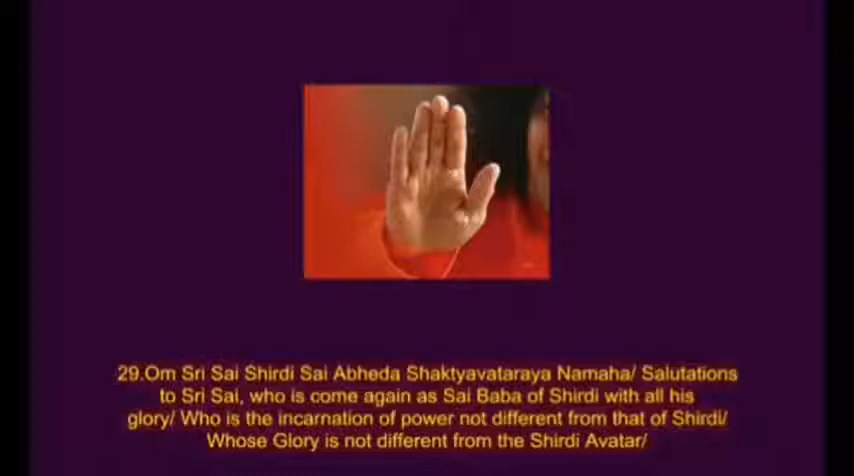 29.Om Sri Sai Shirdi Sai Abheda Shaktyavataraya Namaha/ Salutations
to Sri Sai, who is come again as Sai Baba of Shirdi with all his
glory/ Who is the incarnation of power not different from that of Shirdi/
Whose Glory is not different from the Shirdi Avatar/